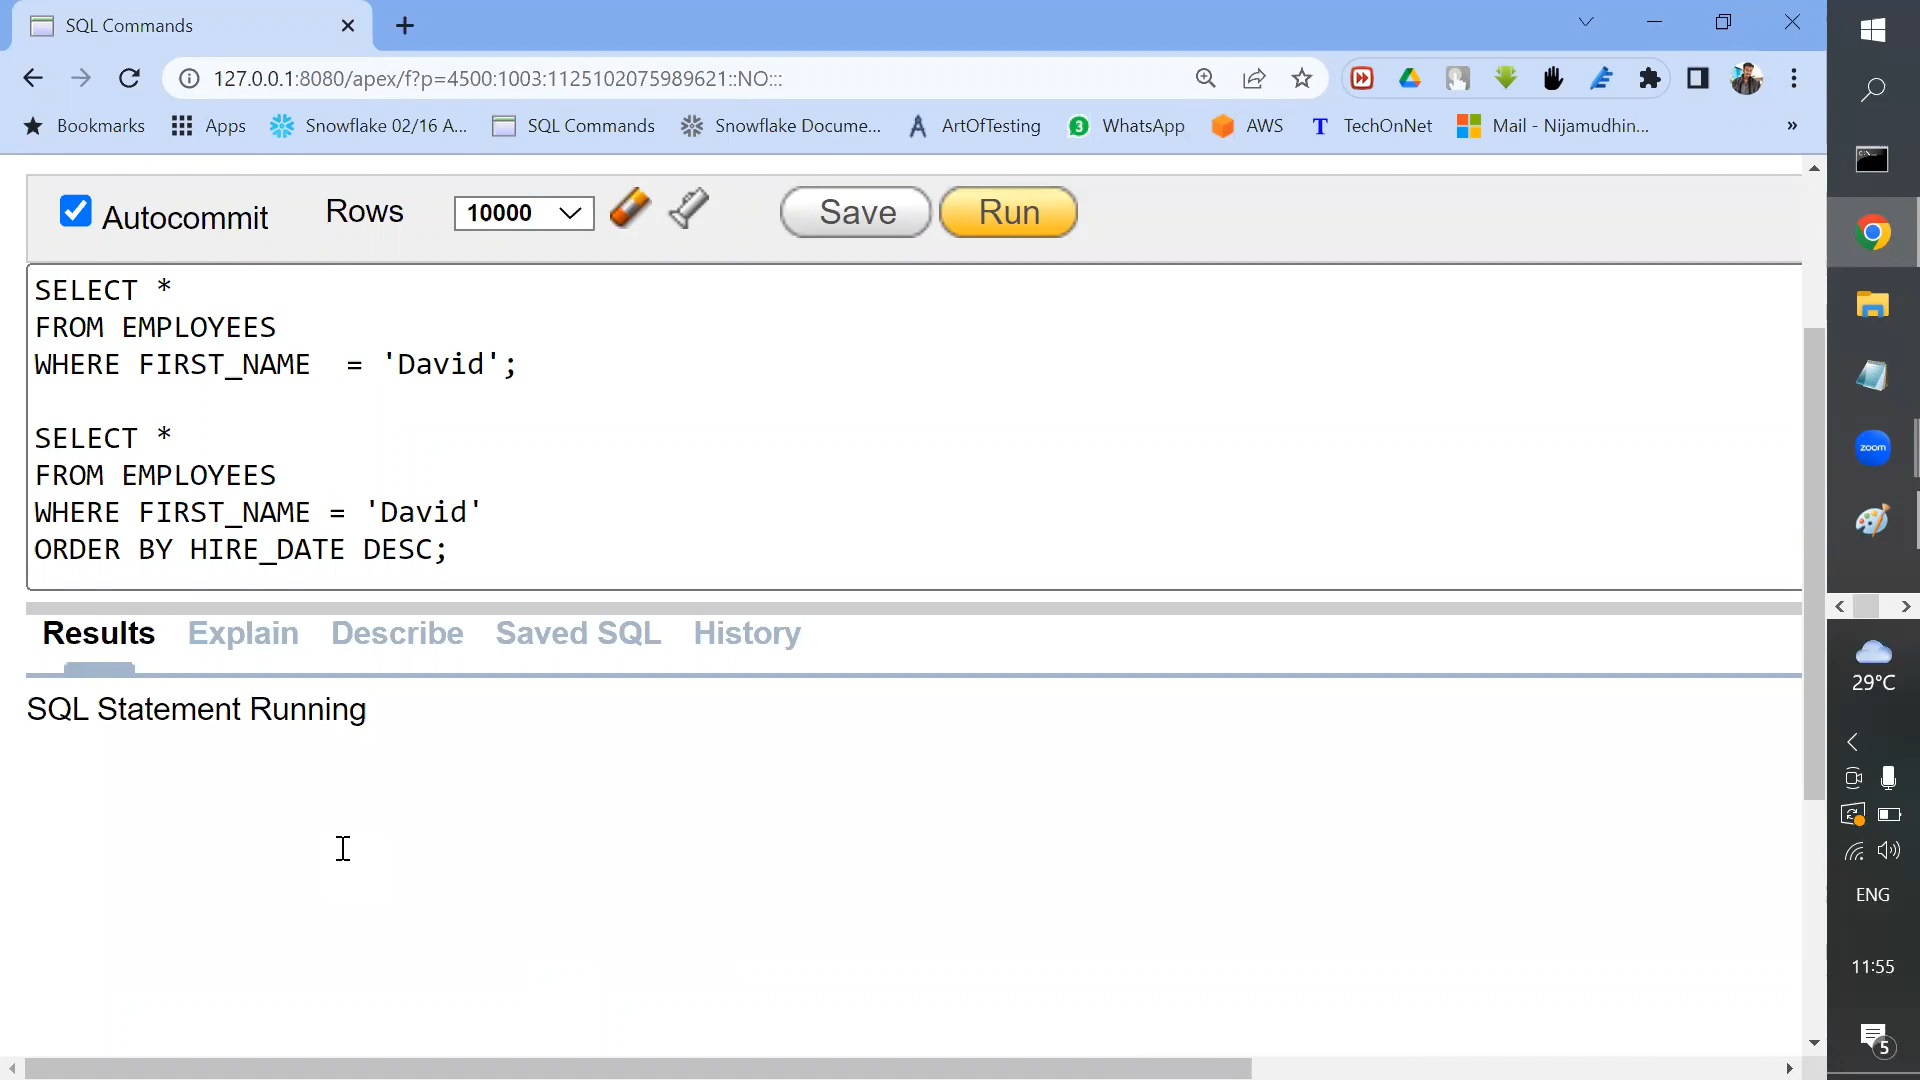 SQL Commands
127.0.0.1:8080/apex/f?p=4500:1003:1125102075989621::NO:::
Bookmarks Apps Snowflake 02/16 A... SQL Commands Snowflake Docume... ArtOfTesting 3 WhatsApp AWS T TechOnNet Mail - Nijamudhin... »
Autocommit Rows 10000 Save Run
SELECT *
FROM EMPLOYEES
WHERE FIRST_NAME  = 'David';
SELECT *
FROM EMPLOYEES
WHERE FIRST_NAME = 'David'
ORDER BY HIRE_DATE DESC;
Results Explain Describe Saved SQL History
SQL Statement Running
zoom
29°C
ENG
11:55
5